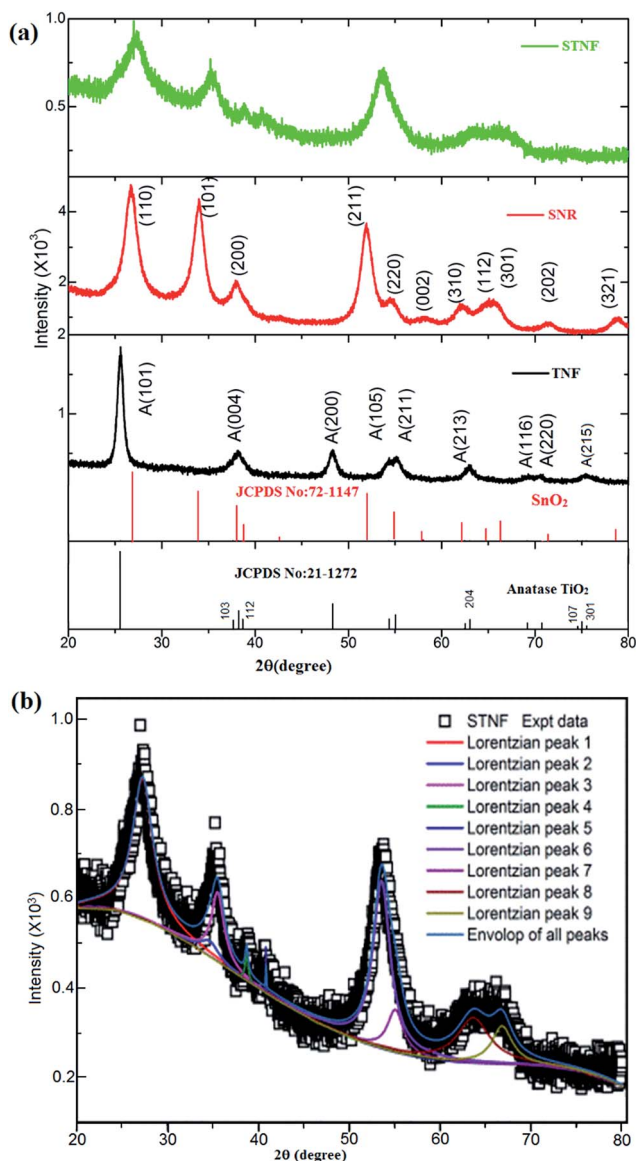 (a)
STNF
0.5
1.0
SNR
(110)
(101)
(200)
(211)
(220)
(002)
(310)
(112)
(301)
(202)
(321)
4
2
Intensity (X10³)
2
TNF
A(101)
A(004)
A(200)
A(105)
A(211)
A(213)
A(116)
A(220)
A(215)
1
JCPDS No:72-1147
SnO₂
JCPDS No:21-1272
Anatase TiO₂
103
112
204
107
301
20 30 40 50 60 70 80
2θ(degree)
(b)
1.0
0.8
0.6
0.4
0.2
Intensity (X10³)
STNF Expt data
Lorentzian peak 1
Lorentzian peak 2
Lorentzian peak 3
Lorentzian peak 4
Lorentzian peak 5
Lorentzian peak 6
Lorentzian peak 7
Lorentzian peak 8
Lorentzian peak 9
Envolop of all peaks
20 30 40 50 60 70 80
2θ (degree)